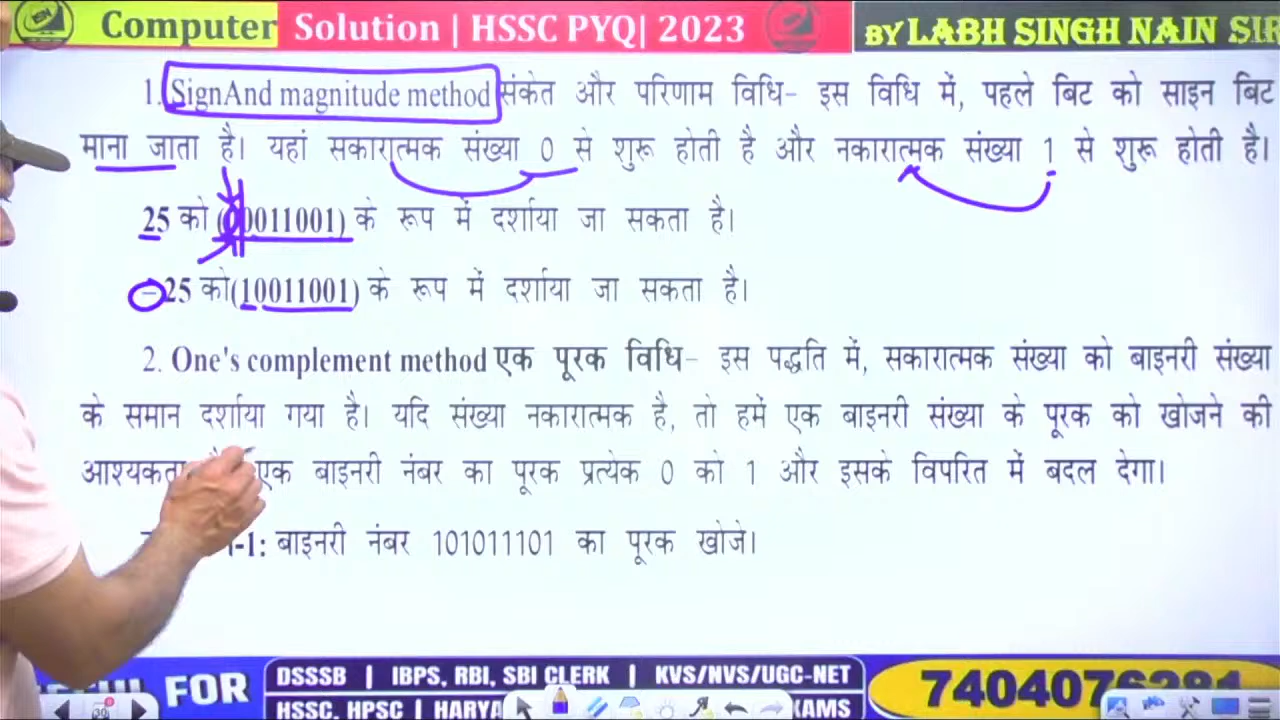 Computer Solution | HSSC PYQ| 2023 BY LABH SINGH NAIN SIR
1. SignAnd magnitude method संकेत और परिणाम विधि– इस विधि में, पहले बिट को साइन बिट
माना जाता है। यहां सकारात्मक संख्या 0 से शुरू होती है और नकारात्मक संख्या 1 से शुरू होती है।
25 को (00011001) के रूप में दर्शाया जा सकता है।
–25 को(10011001) के रूप में दर्शाया जा सकता है।
2. One's complement method एक पूरक विधि– इस पद्धति में, सकारात्मक संख्या को बाइनरी संख्या
के समान दर्शाया गया है। यदि संख्या नकारात्मक है, तो हमें एक बाइनरी संख्या के पूरक को खोजने की
एक बाइनरी नंबर का पूरक प्रत्येक 0 को 1 और इसके विपरित में बदल देगा।
-1: बाइनरी नंबर 101011101 का पूरक खोजे।
FOR
DSSSB | IBPS, RBI, SBI CLERK | KVS/NVS/UGC-NET
HSSC, HPSC |